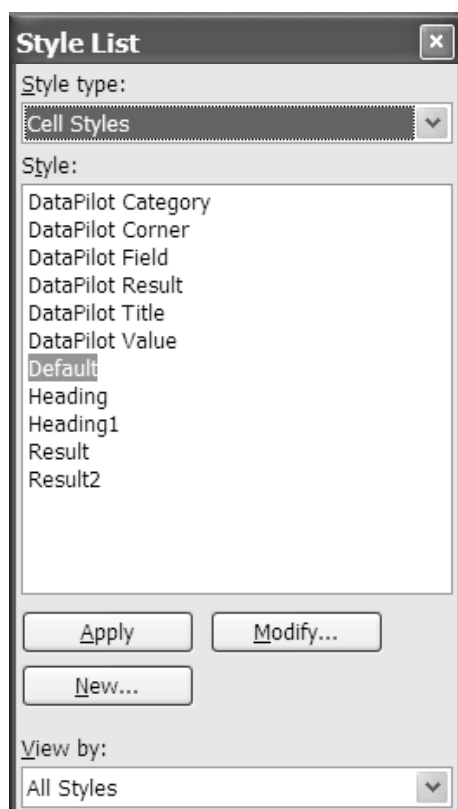 Style List
Style type:
Cell Styles
Style:
DataPilot Category
DataPilot Corner
DataPilot Field
DataPilot Result
DataPilot Title
DataPilot Value
Default
Heading
Heading1
Result
Result2
Apply Modify...
New...
View by:
All Styles